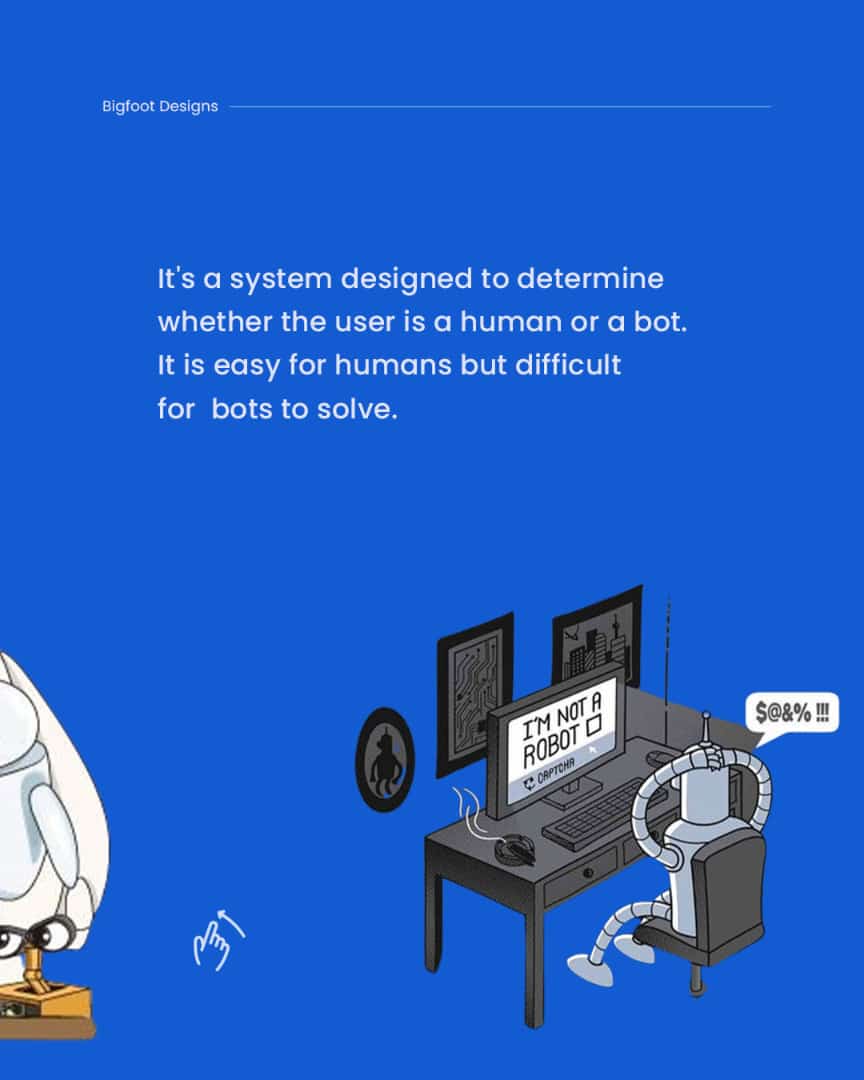 Bigfoot Designs
It's a system designed to determine
whether the user is a human or a bot.
It is easy for humans but difficult
for  bots to solve.
I'M NOT A
ROBOT
CAPTCHA
$@&% !!!